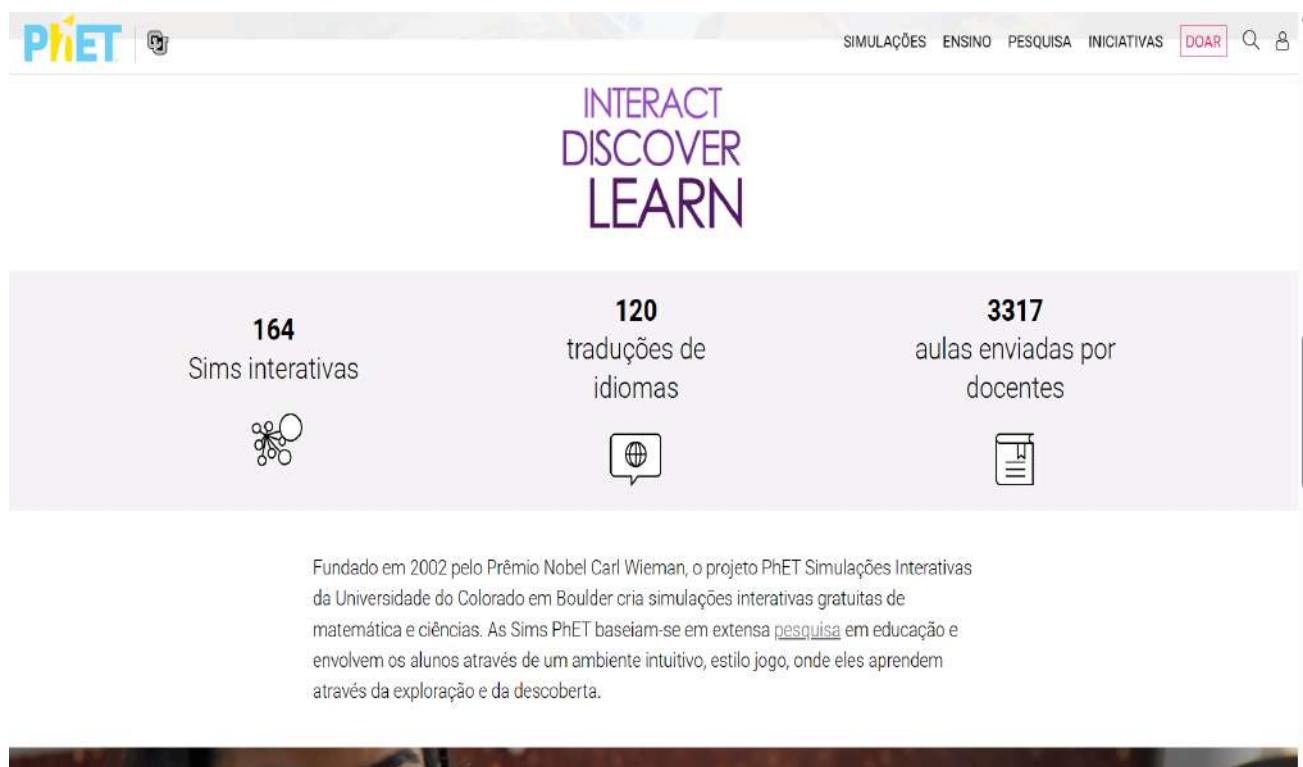 PhET
SIMULAÇÕES ENSINO PESQUISA INICIATIVAS DOAR
INTERACT
DISCOVER
LEARN
164
Sims interativas
120
traduções de
idiomas
3317
aulas enviadas por
docentes
Fundado em 2002 pelo Prêmio Nobel Carl Wieman, o projeto PhET Simulações Interativas
da Universidade do Colorado em Boulder cria simulações interativas gratuitas de
matemática e ciências. As Sims PhET baseiam-se em extensa pesquisa em educação e
envolvem os alunos através de um ambiente intuitivo, estilo jogo, onde eles aprendem
através da exploração e da descoberta.